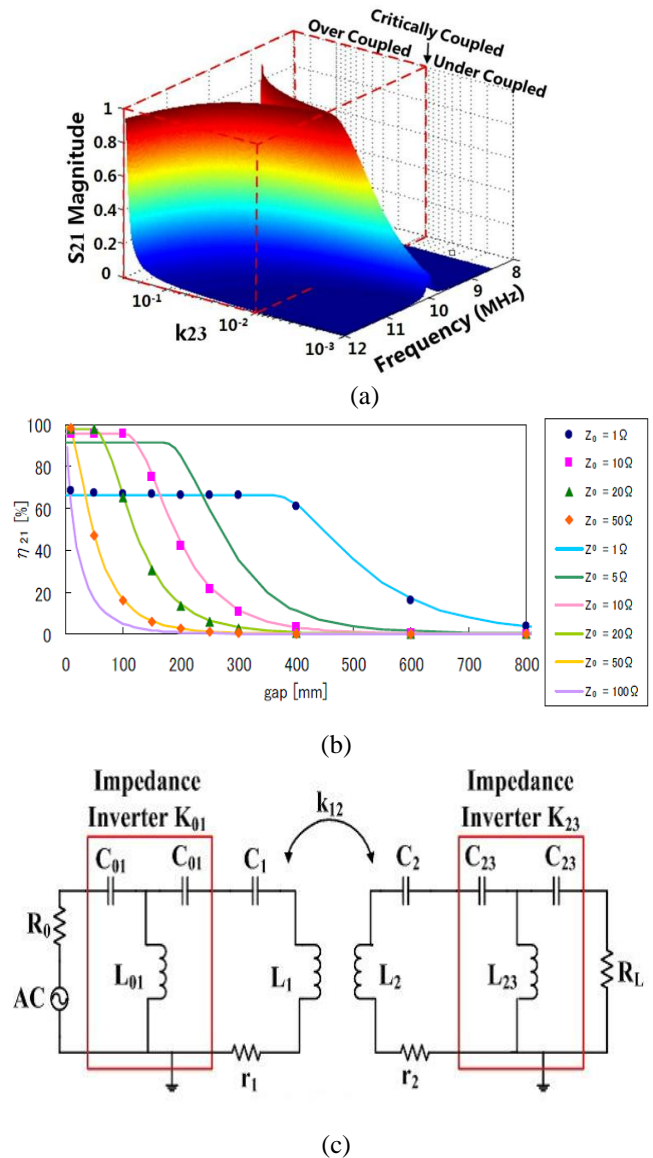 Critically Coupled
Over Coupled
Under Coupled
S21 Magnitude
1
0.8
0.6
0.4
0.2
0
10-1
10-2
10-3
k23
12
11
10
9
8
Frequency (MHz)
(a)
100
80
60
40
20
0
η21 [%]
0 100 200 300 400 500 600 700 800
gap [mm]
Z0 = 1Ω
Z0 = 10Ω
Z0 = 20Ω
Z0 = 50Ω
Z0 = 1Ω
Z0 = 5Ω
Z0 = 10Ω
Z0 = 20Ω
Z0 = 50Ω
Z0 = 100Ω
(b)
Impedance
Inverter K01
k12
Impedance
Inverter K23
C01 C01 C1 C2 C23 C23
R0
AC
L01 L1 L2 L23
RL
r1 r2
(c)